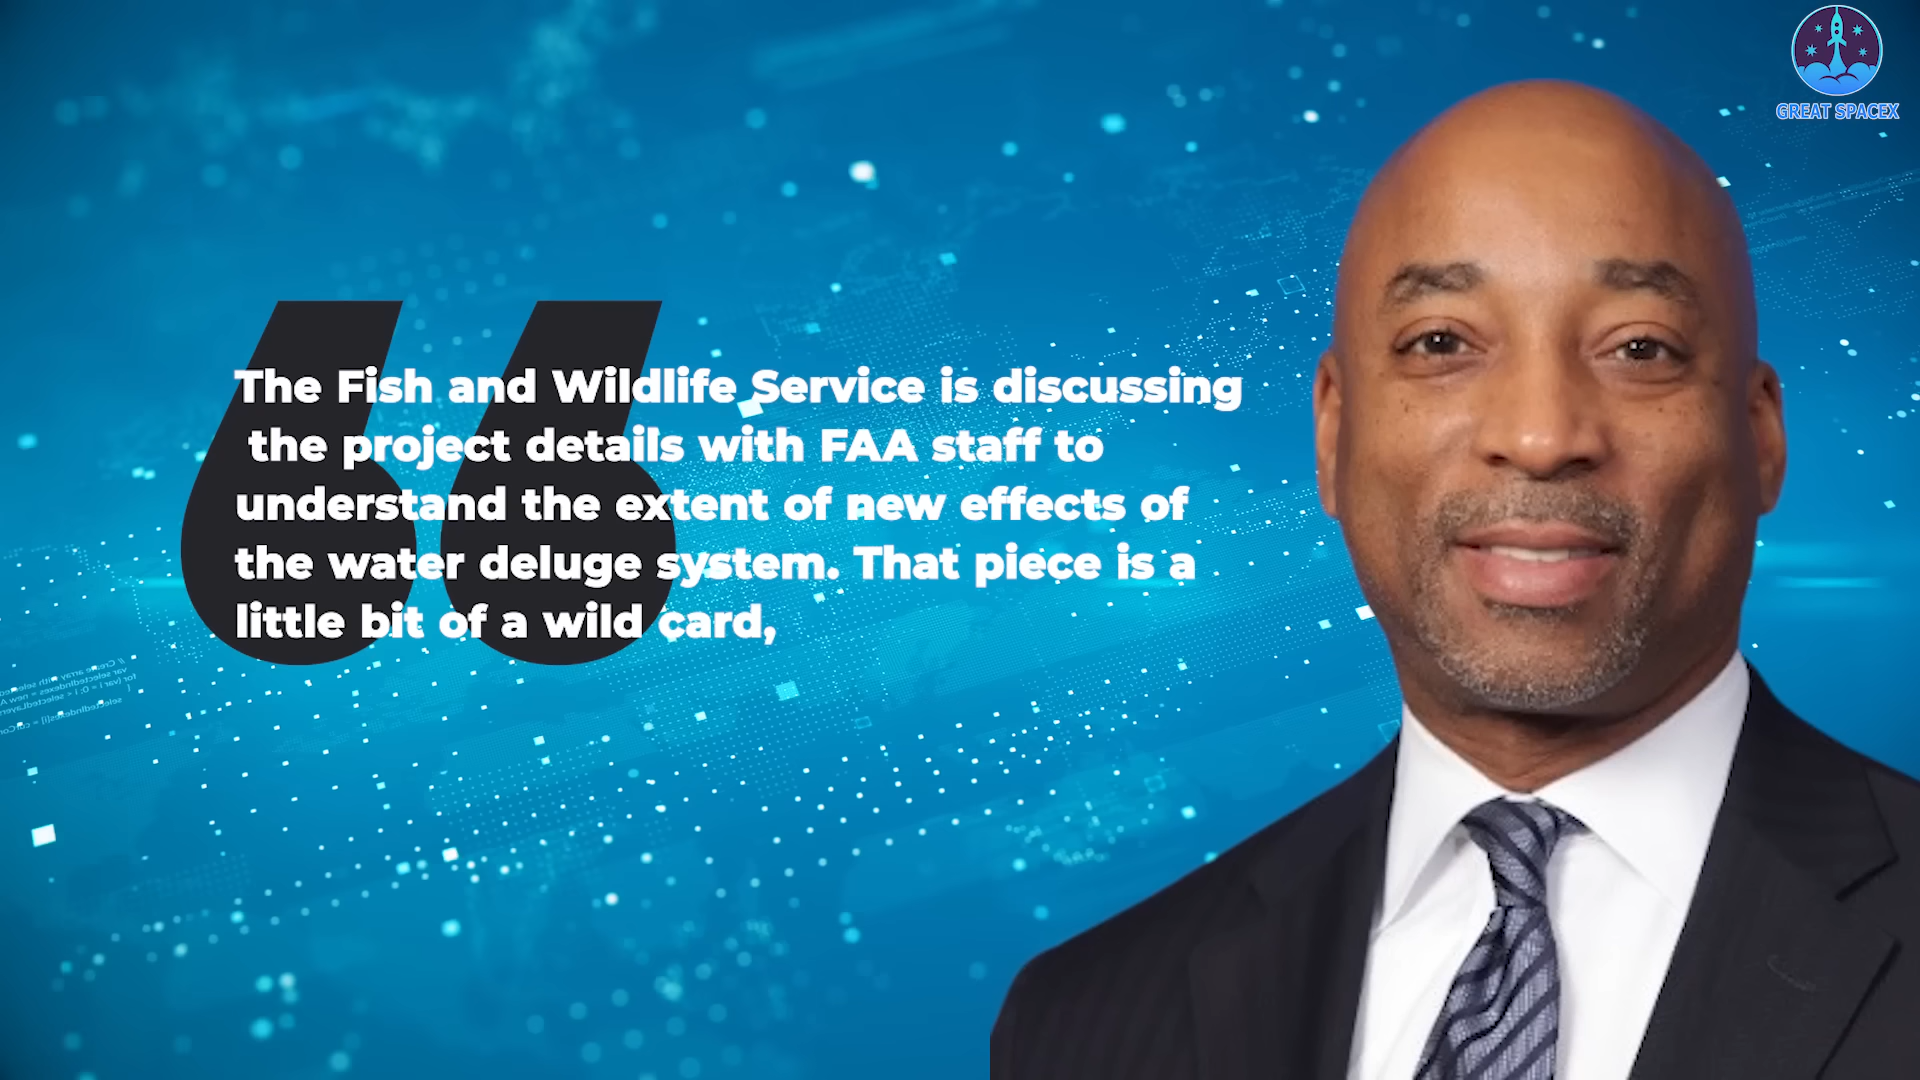 GREAT SPACEX
The Fish and Wildlife Service is discussing
the project details with FAA staff to
understand the extent of new effects of
the water deluge system. That piece is a
little bit of a wild card,